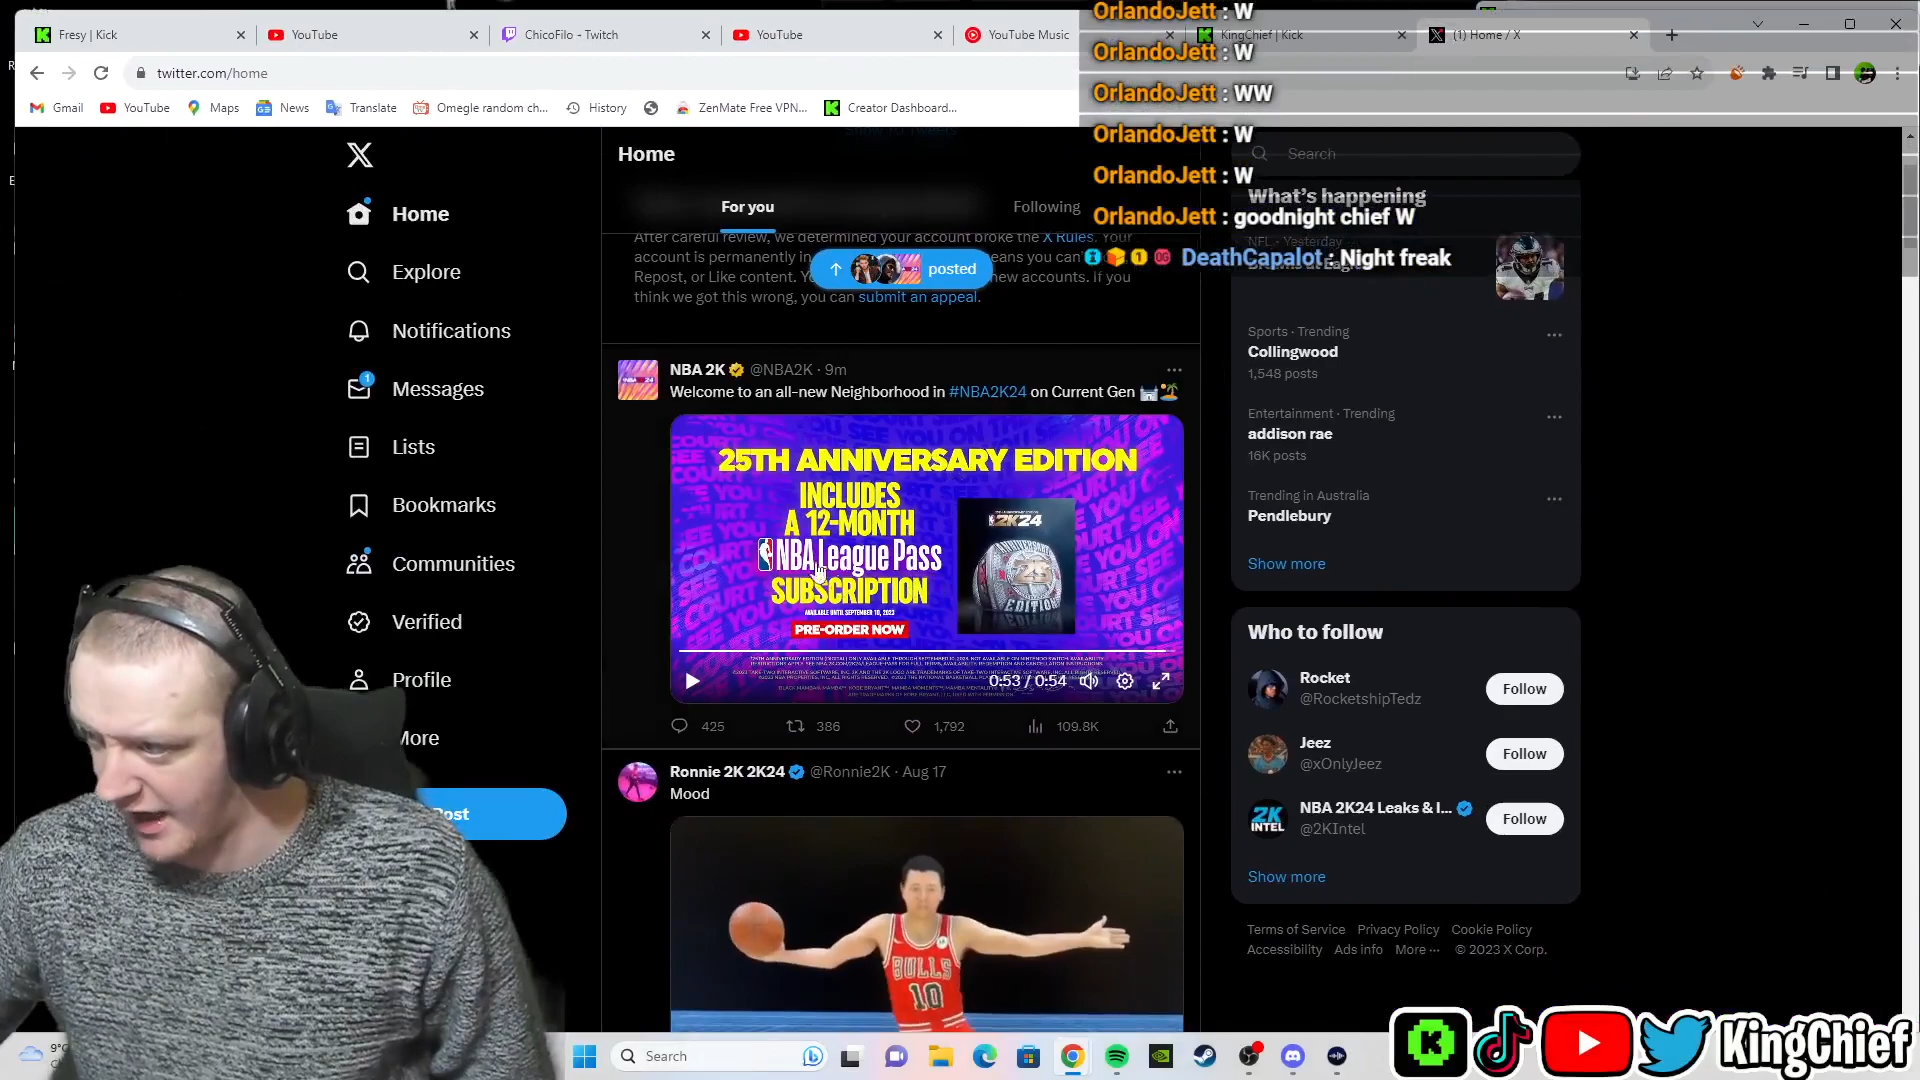 Fresy | Kick
YouTube
ChicoFilo - Twitch
YouTube
YouTube Music
KingChief | Kick
(1) Home / X
twitter.com/home
Gmail
YouTube
Maps
News
Translate
Omegle random ch...
History
ZenMate Free VPN...
Creator Dashboard...
OrlandoJett : W
OrlandoJett : W
OrlandoJett : WW
OrlandoJett : W
OrlandoJett : W
OrlandoJett : goodnight chief W
DeathCapalot : Night freak
Home
Explore
Notifications
1
Messages
Lists
Bookmarks
Communities
Verified
Profile
More
Post
Home
For you
Following
After careful review, we determined your account broke the X Rules. Your
account is permanently in
Repost, or Like content.
new accounts. If you
think we got this wrong, you can submit an appeal.
posted
NBA 2K @NBA2K · 9m
Welcome to an all-new Neighborhood in #NBA2K24 on Current Gen
25TH ANNIVERSARY EDITION
INCLUDES
A 12-MONTH
NBA League Pass
SUBSCRIPTION
AVAILABLE UNTIL SEPTEMBER 10, 2023
PRE-ORDER NOW
2K24
0:53 / 0:54
425
386
1,792
109.8K
Ronnie 2K 2K24 @Ronnie2K · Aug 17
Mood
BULLS
10
Search
What's happening
NFL · Yesterday
Sports · Trending
Collingwood
1,548 posts
Entertainment · Trending
addison rae
16K posts
Trending in Australia
Pendlebury
Show more
Who to follow
Rocket
@RocketshipTedz
Follow
Jeez
@xOnlyJeez
Follow
NBA 2K24 Leaks & I...
@2KIntel
Follow
2K
INTEL
Show more
Terms of Service Privacy Policy Cookie Policy
Accessibility Ads info More ··· © 2023 X Corp.
9°C
Search
KingChief